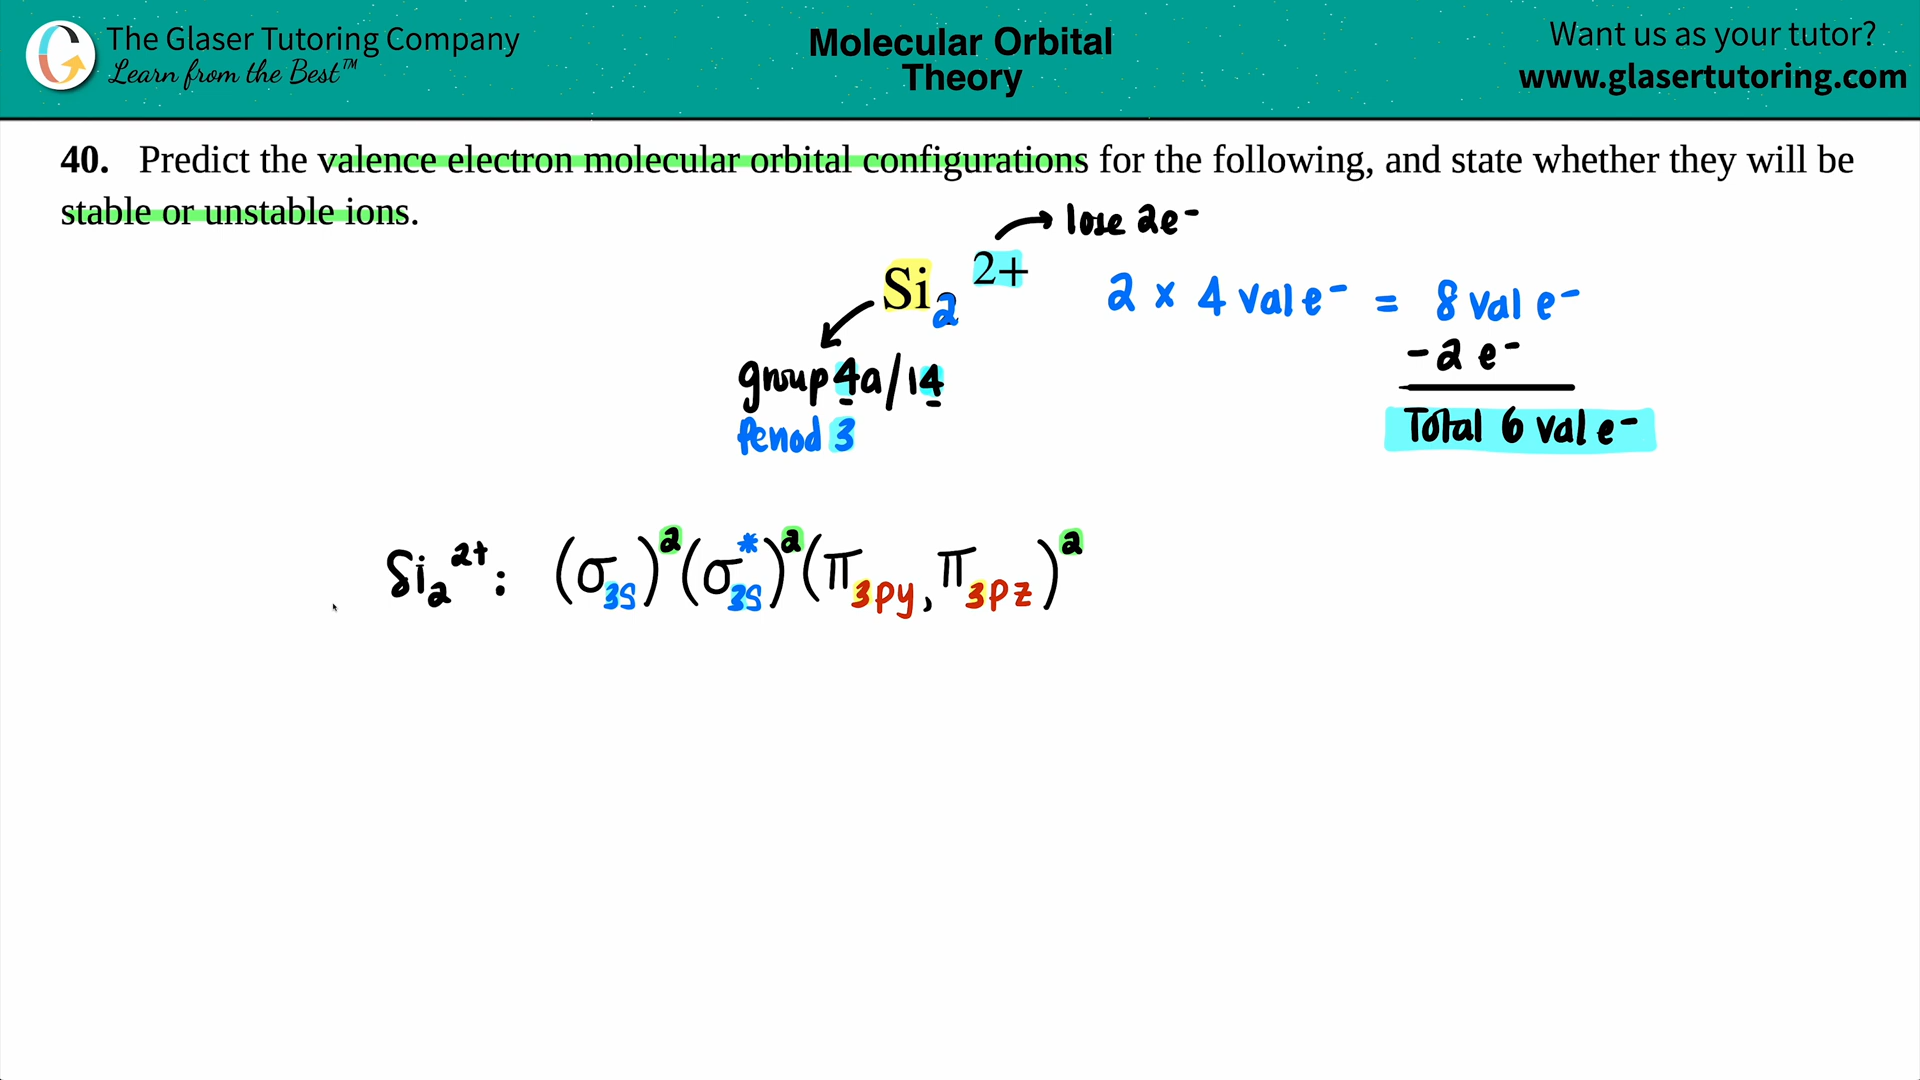 The Glaser Tutoring Company
Learn from the Best™
Molecular Orbital
Theory
Want us as your tutor?
www.glasertutoring.com
40. Predict the valence electron molecular orbital configurations for the following, and state whether they will be
stable or unstable ions.
lose 2e⁻
Si₂ 2+
2 × 4 val e⁻ = 8 val e⁻
-2 e⁻
group 4a/14
Period 3
Total 6 val e⁻
Si₂²⁺: (σ3s)² (σ*3s)² (π3py, π3pz)²